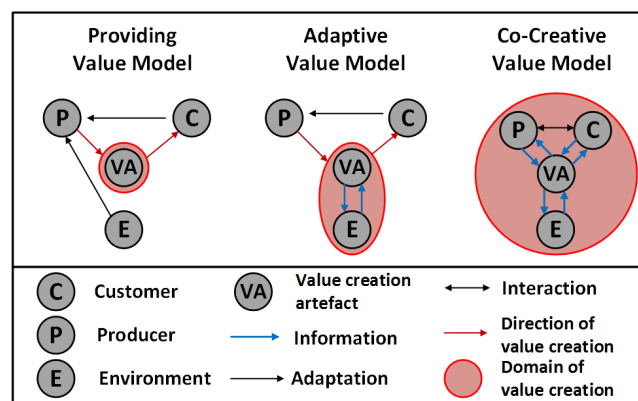 Providing
Value Model
Adaptive
Value Model
Co-Creative
Value Model
P
C
VA
E
P
C
VA
E
P
C
VA
E
C
Customer
VA
Value creation
artefact
Interaction
P
Producer
Information
Direction of
value creation
E
Environment
Adaptation
Domain of
value creation